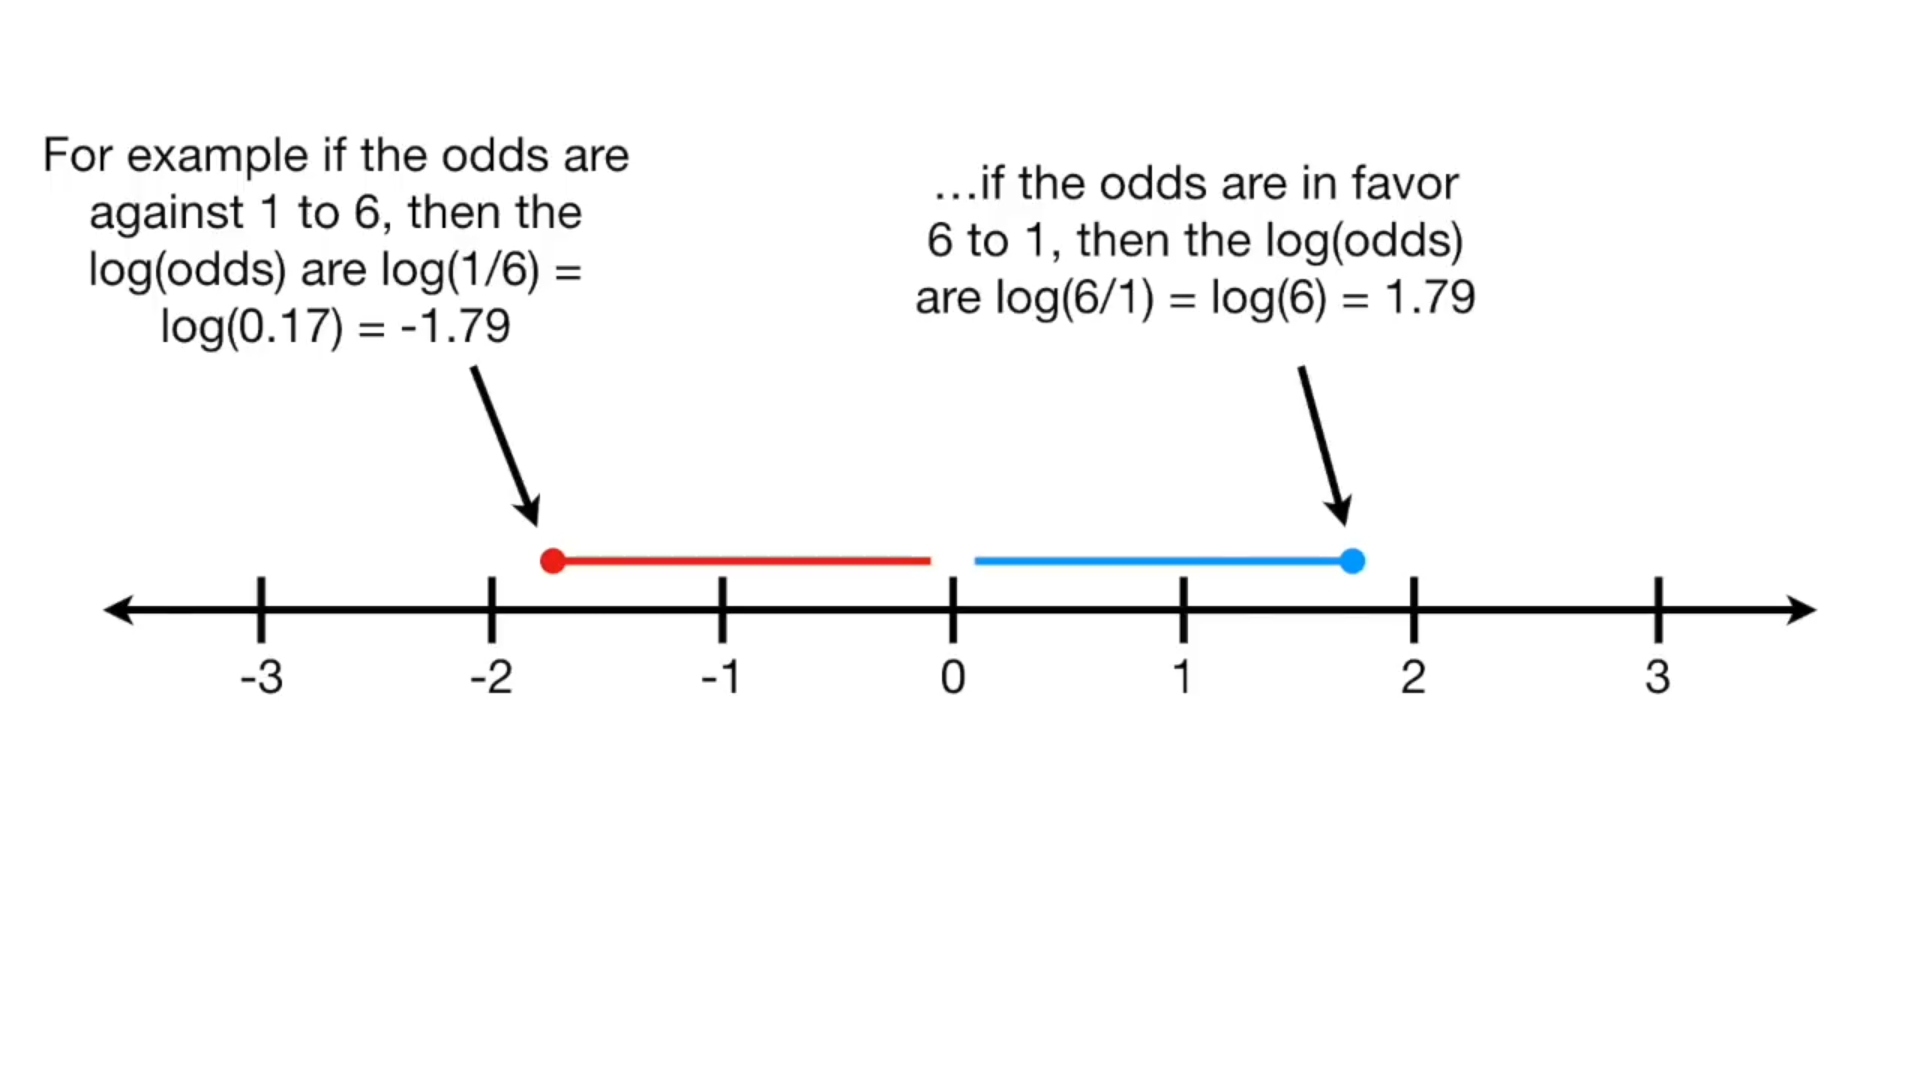 For example if the odds are
against 1 to 6, then the
log(odds) are log(1/6) =
log(0.17) = -1.79
…if the odds are in favor
6 to 1, then the log(odds)
are log(6/1) = log(6) = 1.79
-3 -2 -1 0 1 2 3